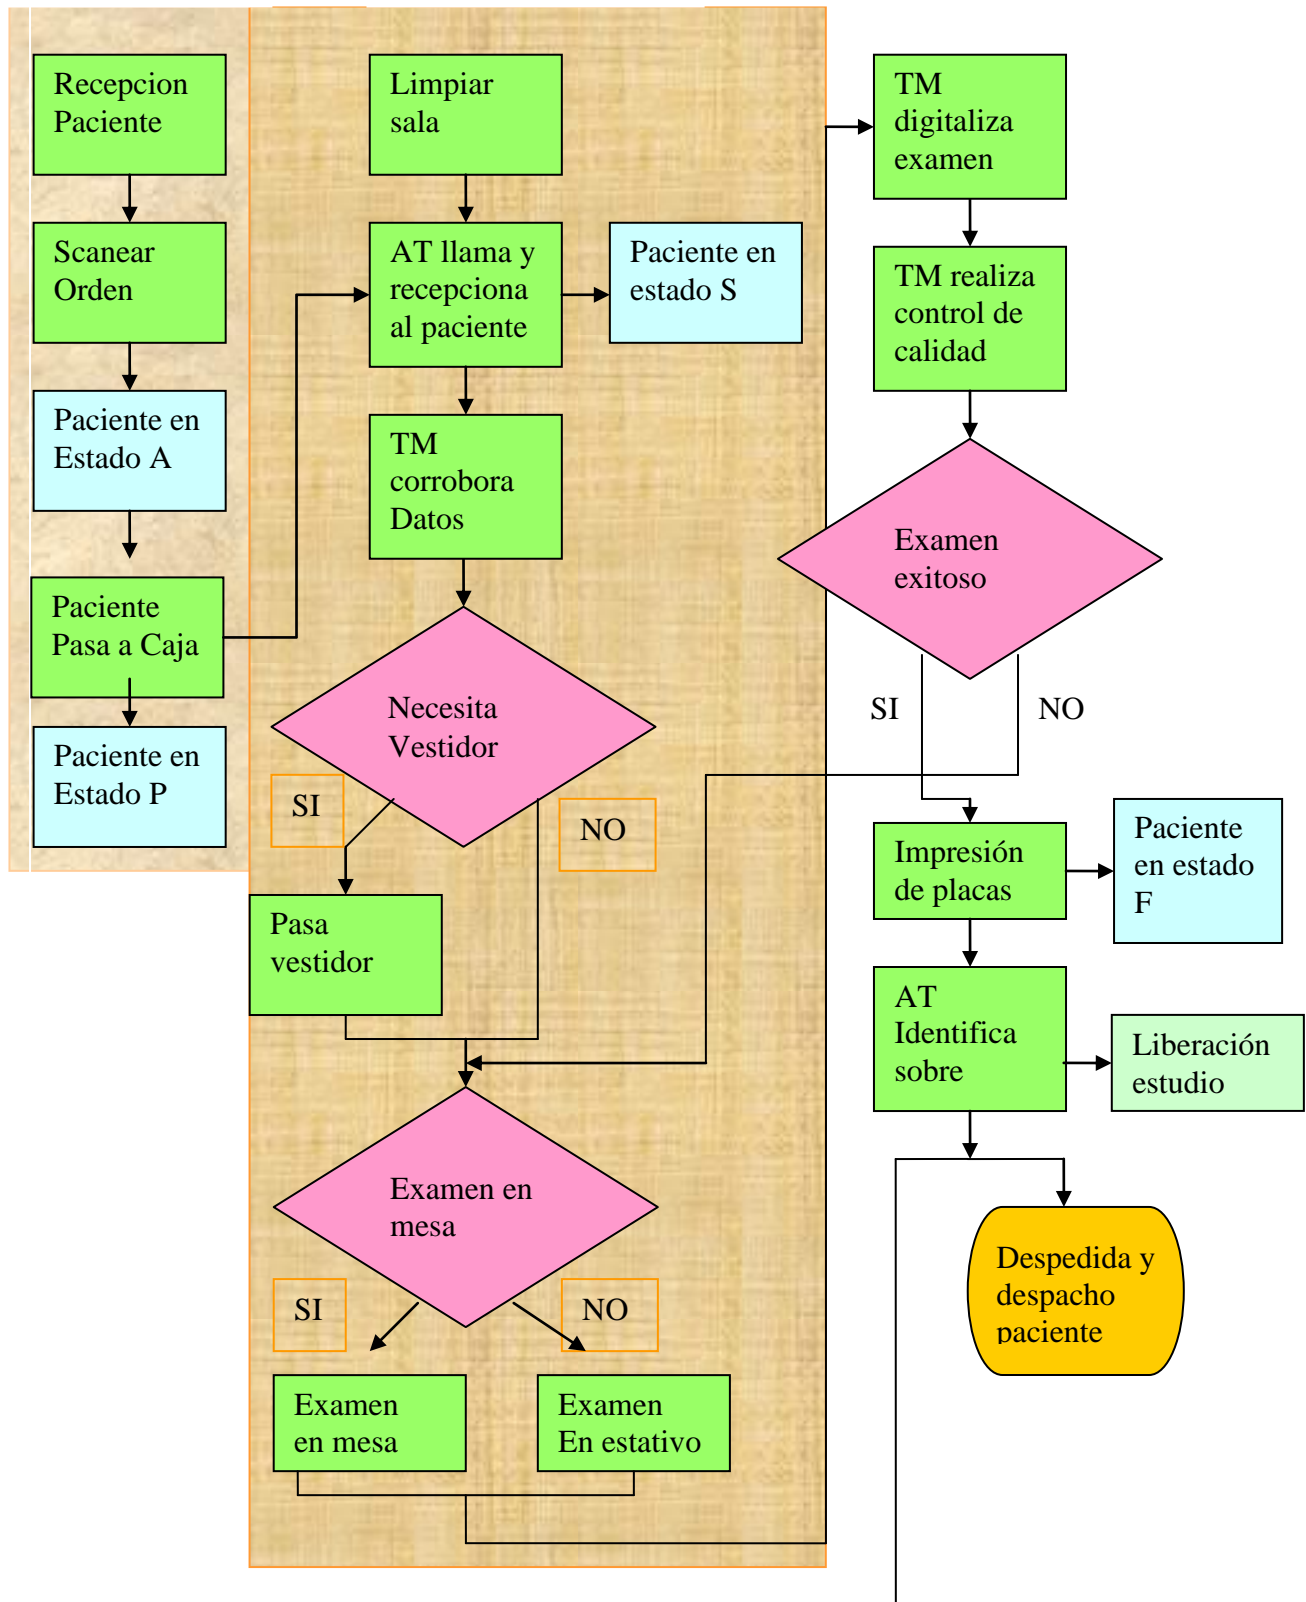 Recepcion
Paciente
Scanear
Orden
Paciente en
Estado A
Paciente
Pasa a Caja
Paciente en
Estado P
Limpiar
sala
AT llama y
recepciona
al paciente
Paciente en
estado S
TM
corrobora
Datos
Necesita
Vestidor
SI
NO
Pasa
vestidor
Examen en
mesa
SI
NO
Examen
en mesa
Examen
En estativo
TM
digitaliza
examen
TM realiza
control de
calidad
Examen
exitoso
SI
NO
Impresión
de placas
Paciente
en estado
F
AT
Identifica
sobre
Liberación
estudio
Despedida y
despacho
paciente